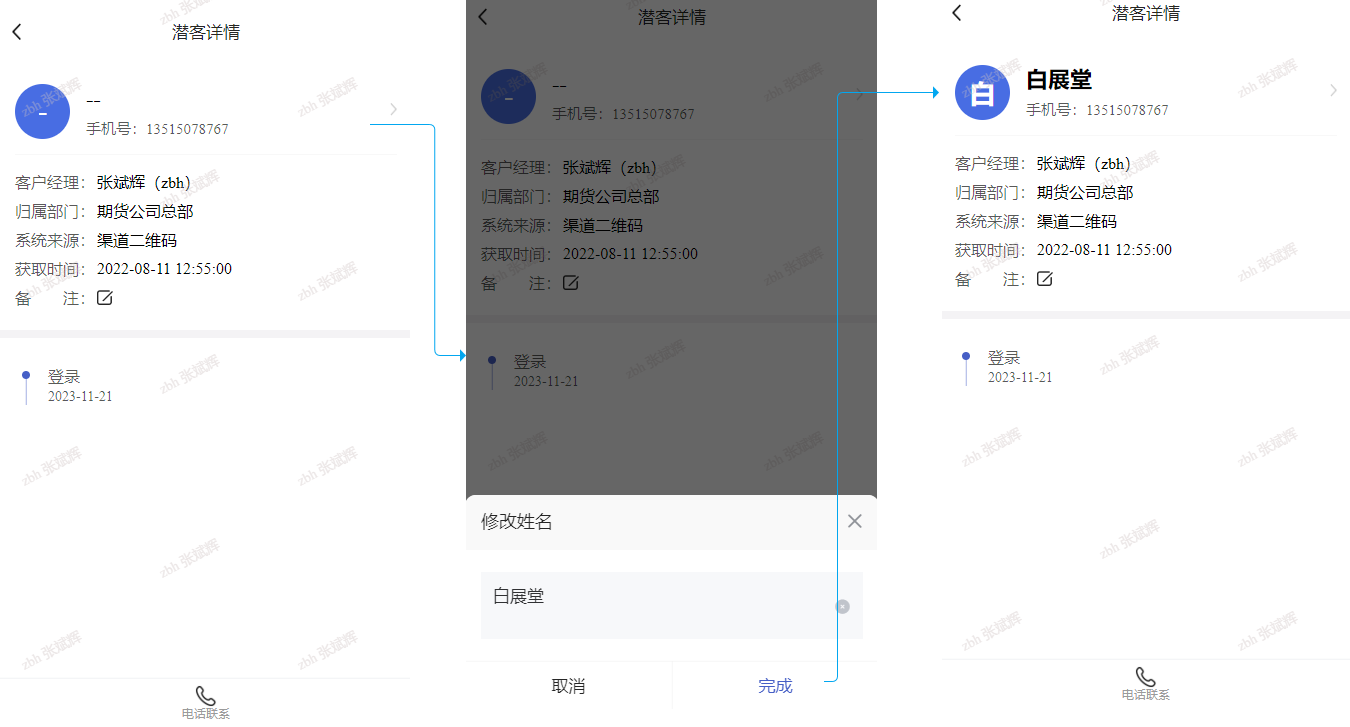 潜客详情
-
--
手机号：13515078767
客户经理：张斌辉（zbh）
归属部门：期货公司总部
系统来源：渠道二维码
获取时间：2022-08-11 12:55:00
备 注：
登录
2023-11-21
电话联系
潜客详情
-
--
手机号：13515078767
客户经理：张斌辉（zbh）
归属部门：期货公司总部
系统来源：渠道二维码
获取时间：2022-08-11 12:55:00
备 注：
登录
2023-11-21
修改姓名
白展堂
取消
完成
潜客详情
白
白展堂
手机号：13515078767
客户经理：张斌辉（zbh）
归属部门：期货公司总部
系统来源：渠道二维码
获取时间：2022-08-11 12:55:00
备 注：
登录
2023-11-21
电话联系
zbh 张斌辉